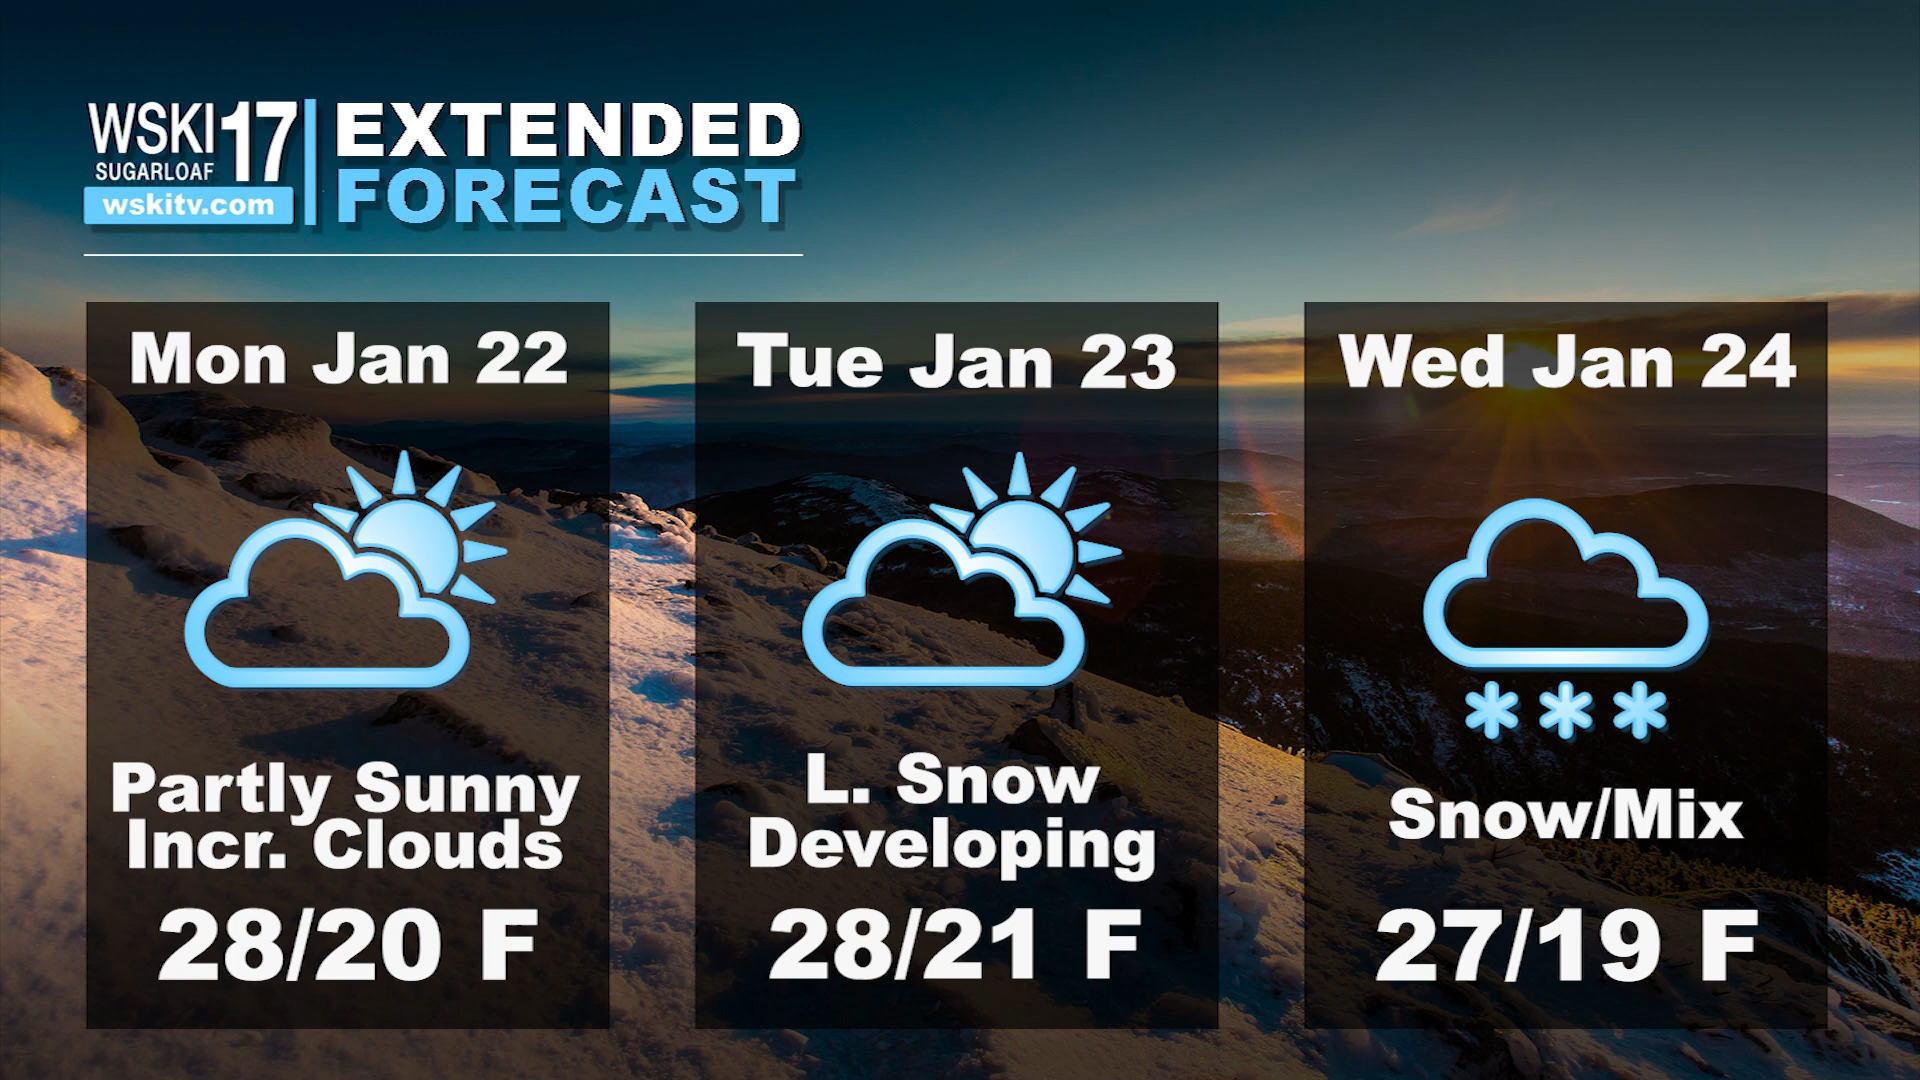 WSKI 17
SUGARLOAF
wskitv.com
EXTENDED
FORECAST
Mon Jan 22
Partly Sunny
Incr. Clouds
28/20 F
Tue Jan 23
L. Snow
Developing
28/21 F
Wed Jan 24
Snow/Mix
27/19 F